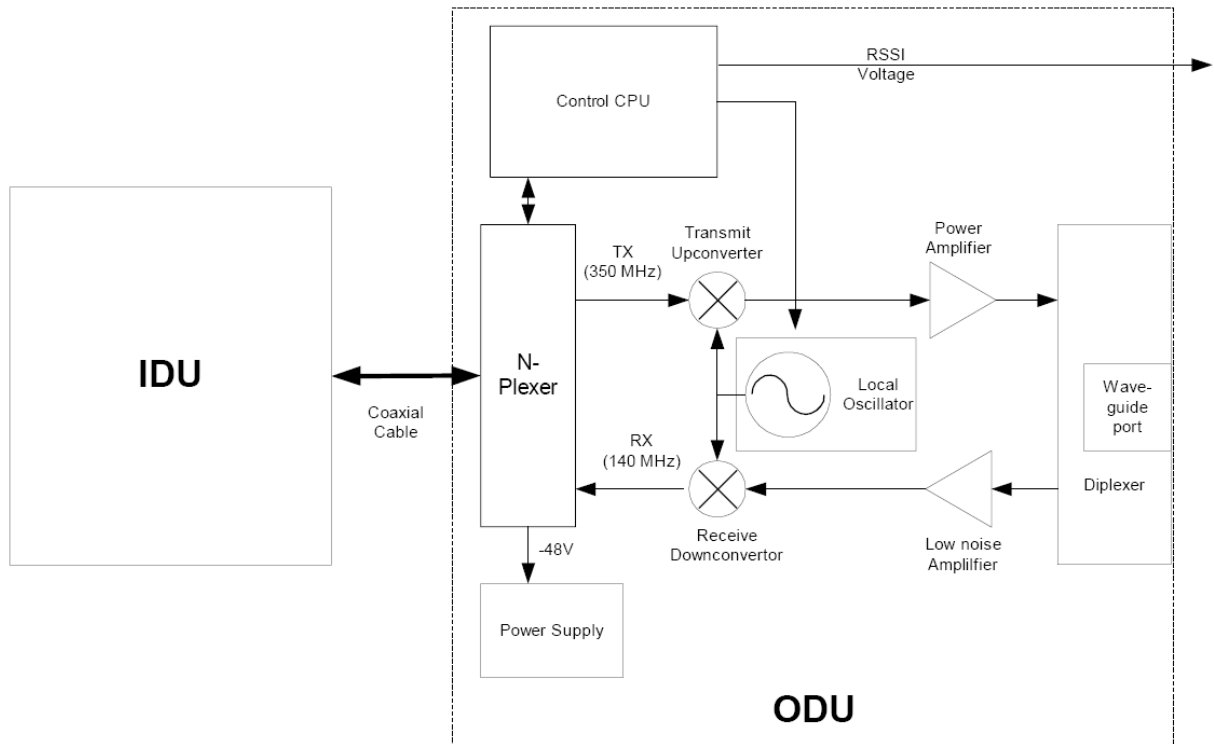 RSSI
Voltage
Control CPU
Transmit
Upconverter
Power
Amplifier
TX
(350 MHz)
IDU
N-
Plexer
Local
Oscillator
Wave-
guide
port
Coaxial
Cable
RX
(140 MHz)
Diplexer
Receive
Downconvertor
Low noise
Amplilfier
-48V
Power Supply
ODU